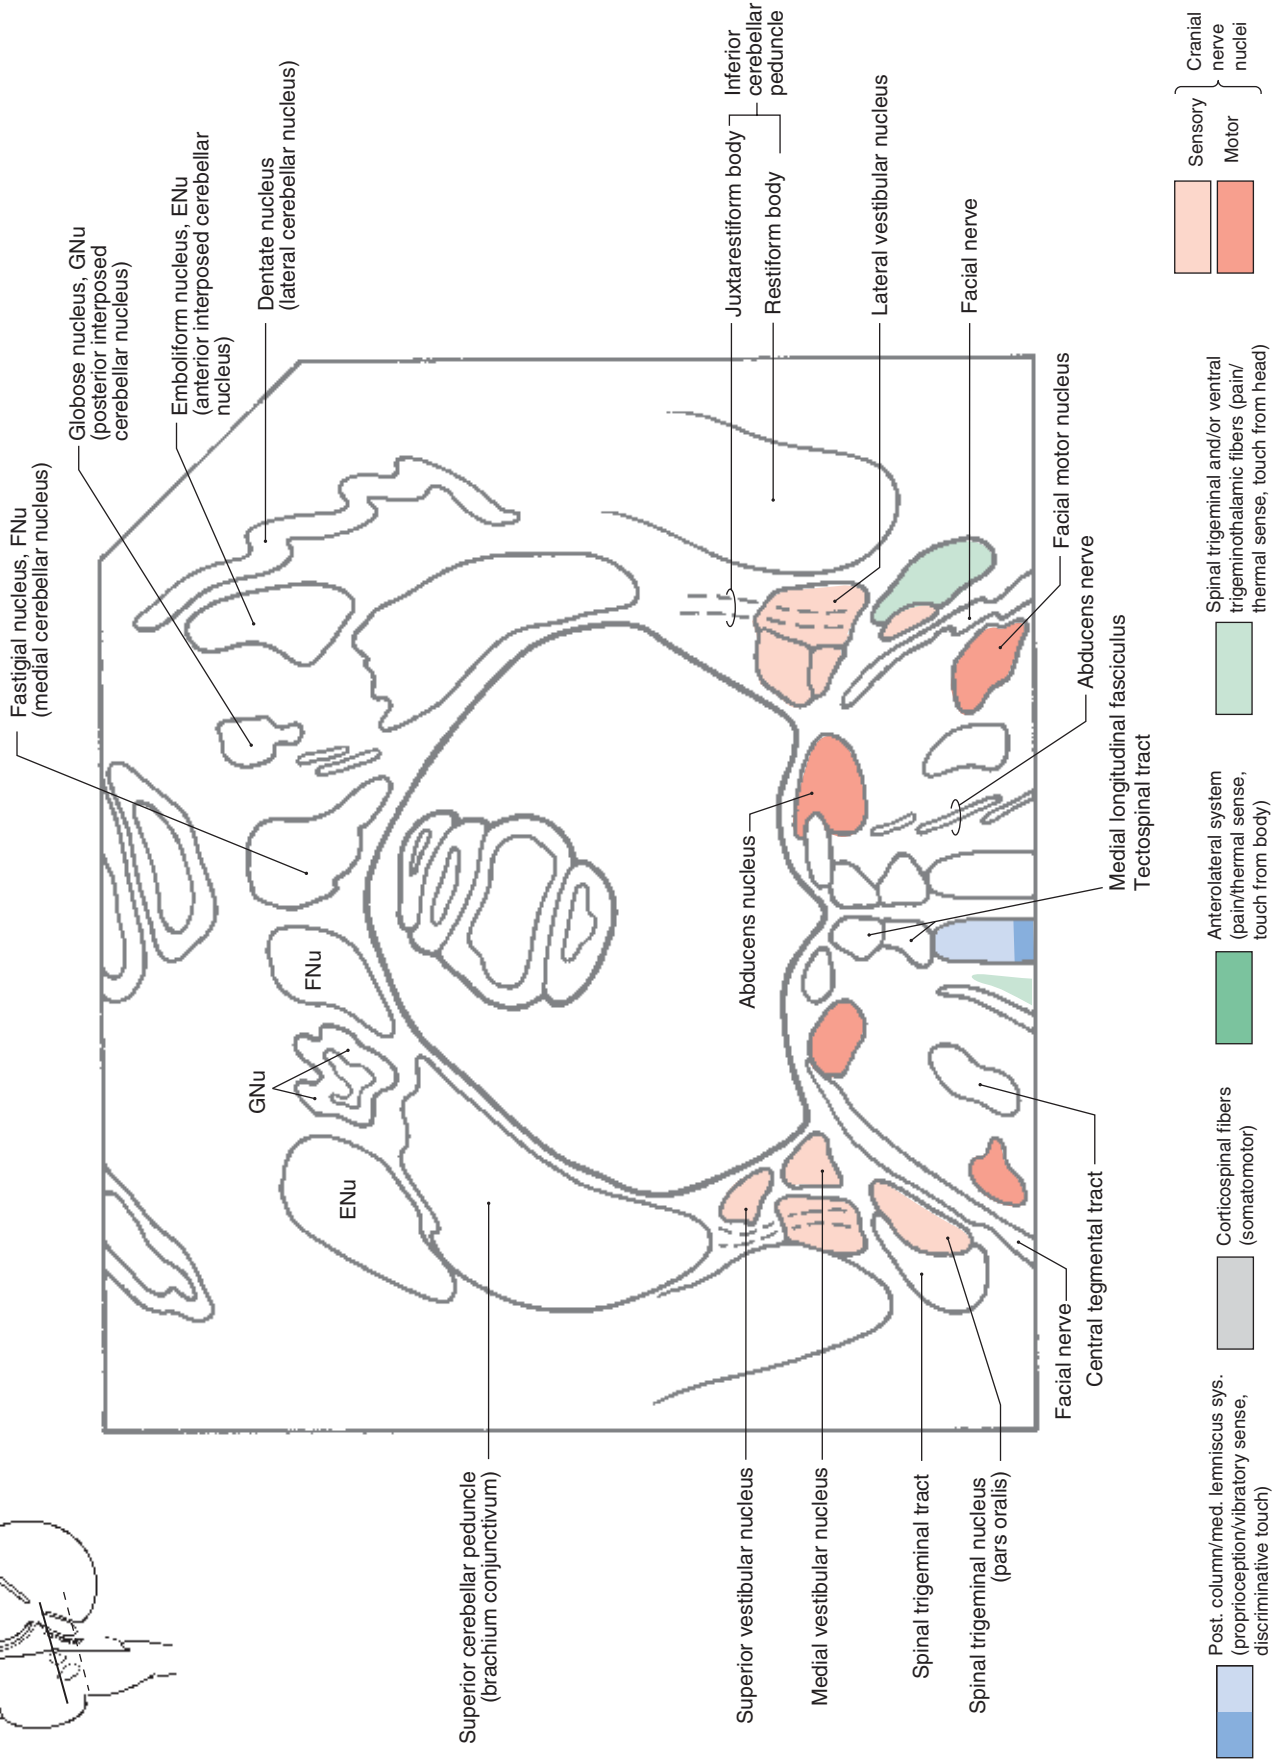 Fastigial nucleus, FNu
(medial cerebellar nucleus)
Globose nucleus, GNu
(posterior interposed
cerebellar nucleus)
Emboliform nucleus, ENu
(anterior interposed cerebellar
nucleus)
Dentate nucleus
(lateral cerebellar nucleus)
FNu
GNu
ENu
Superior cerebellar peduncle
(brachium conjunctivum)
Juxtarestiform body
Restiform body
Inferior
cerebellar
peduncle
Superior vestibular nucleus
Medial vestibular nucleus
Spinal trigeminal tract
Spinal trigeminal nucleus
(pars oralis)
Abducens nucleus
Lateral vestibular nucleus
Facial nerve
Facial motor nucleus
Abducens nerve
Medial longitudinal fasciculus
Tectospinal tract
Facial nerve
Central tegmental tract
Post. column/med. lemniscus sys.
(proprioception/vibratory sense,
discriminative touch)
Corticospinal fibers
(somatomotor)
Anterolateral system
(pain/thermal sense,
touch from body)
Spinal trigeminal and/or ventral
trigeminothalamic fibers (pain/
thermal sense, touch from head)
Sensory
Motor
Cranial
nerve
nuclei